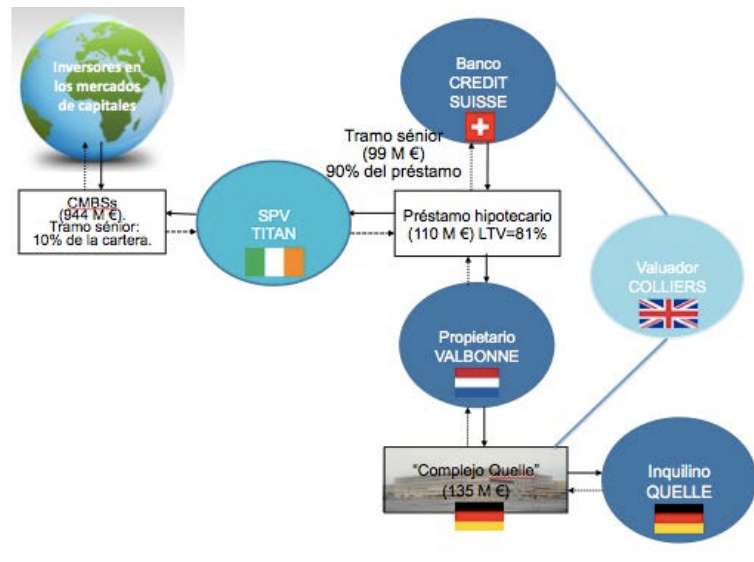 Inversores en
los mercados
de capitales
Banco
CREDIT
SUISSE
Tramo sénior
(99 M €)
90% del préstamo
CMBSs
(944 M €).
Tramo sénior:
10% de la cartera.
SPV
TITAN
Préstamo hipotecario
(110 M €) LTV=81%
Valuador
COLLIERS
Propietario
VALBONNE
"Complejo Quelle"
(135 M €)
Inquilino
QUELLE